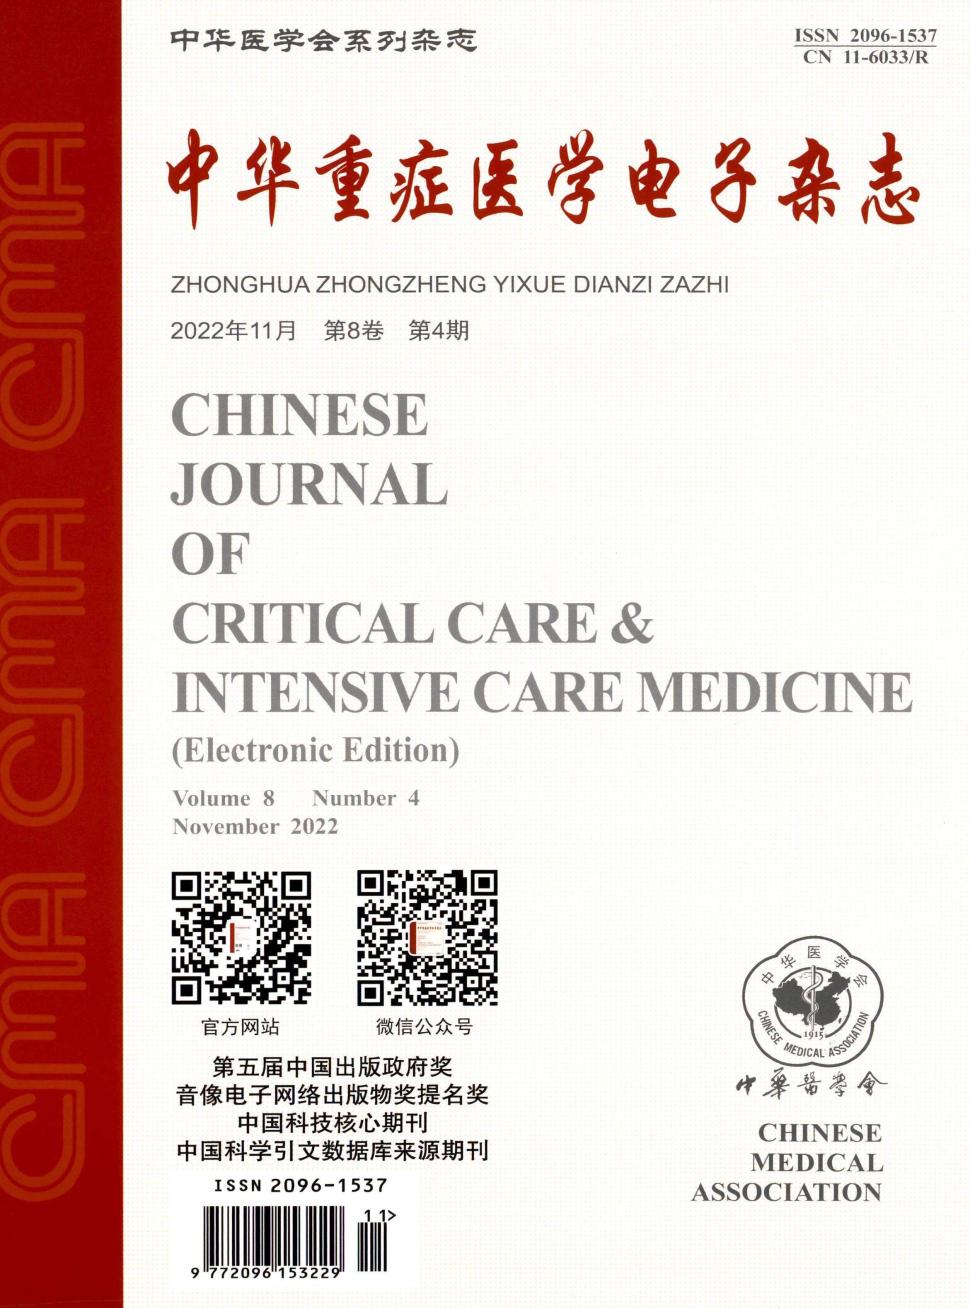 中华医学会系列杂志
ISSN 2096-1537
CN 11-6033/R
中华重症医学电子杂志
ZHONGHUA ZHONGZHENG YIXUE DIANZI ZAZHI
2022年11月 第8卷 第4期
CHINESE
JOURNAL
OF
CRITICAL CARE &
INTENSIVE CARE MEDICINE
(Electronic Edition)
Volume 8 Number 4
November 2022
CMA CMA CMA
官方网站
微信公众号
第五届中国出版政府奖
音像电子网络出版物奖提名奖
中国科技核心期刊
中国科学引文数据库来源期刊
ISSN 2096-1537
11>
9 772096 153229
中华医学会
1915
CHINESE MEDICAL ASSOCIATION
中華醫學會
CHINESE
MEDICAL
ASSOCIATION